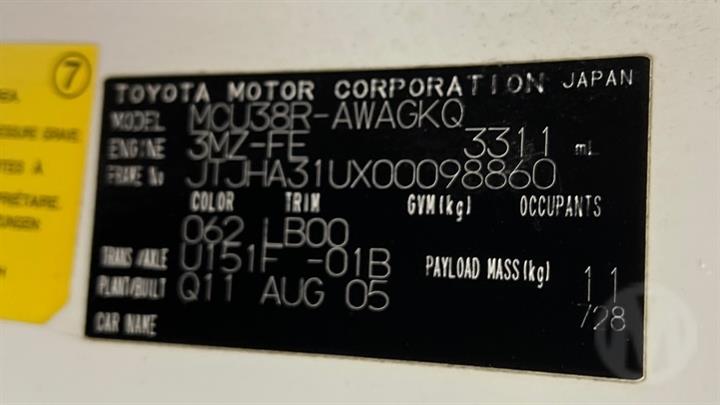 7
TOYOTA MOTOR CORPORATION JAPAN
MODEL MCU38R-AWAGKQ
ENGINE 3MZ-FE 3311 mL
FRAME No JTJHA31UX00098860
COLOR TRIM GVM(kg) OCCUPANTS
062 LB00
TRANS/AXLE U151F -01B PAYLOAD MASS(kg)
PLANT/BUILT Q11 AUG 05 11
CAR NAME 728
PRIÉTAIRE.